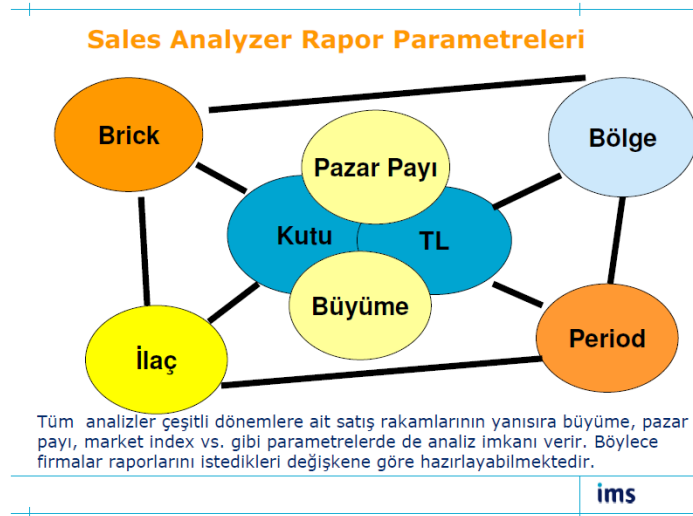 Sales Analyzer Rapor Parametreleri
Brick
Bölge
Pazar Payı
Kutu
TL
Büyüme
İlaç
Period
Tüm  analizler çeşitli dönemlere ait satış rakamlarının yanısıra büyüme, pazar
payı, market index vs. gibi parametrelerde de analiz imkanı verir. Böylece
firmalar raporlarını istedikleri değişkene göre hazırlayabilmektedir.
ims